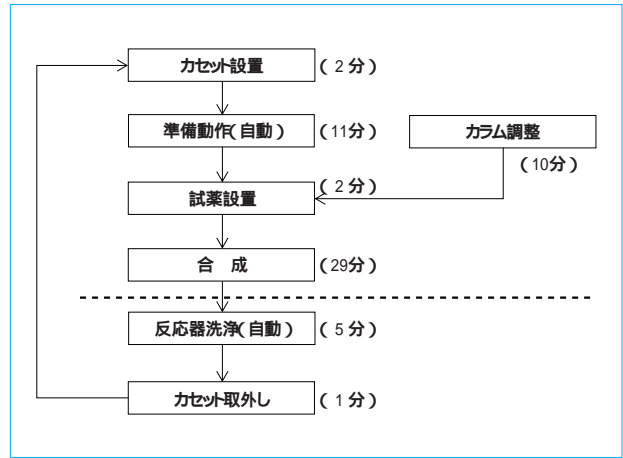 カセット設置 (2分)
準備動作(自動) (11分)
カラム調整
(10分)
試薬設置 (2分)
合 成 (29分)
反応器洗浄(自動) (5分)
カセット取外し (1分)